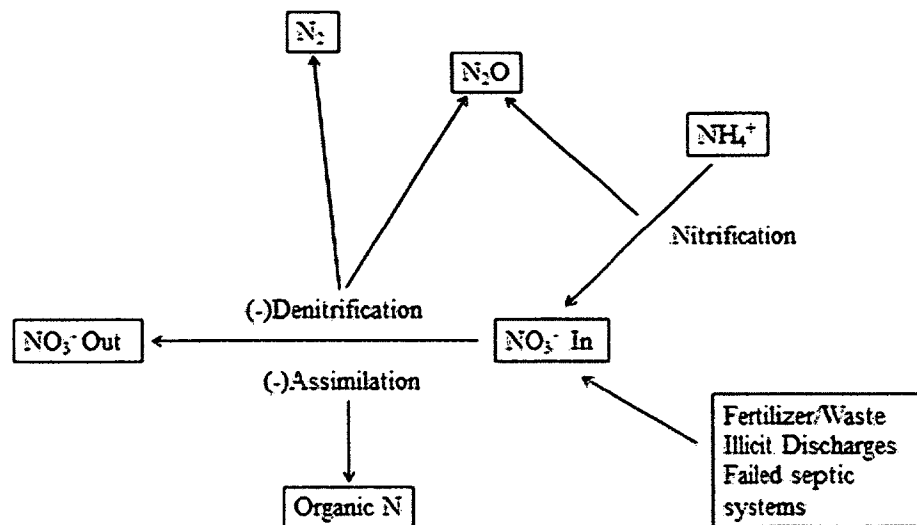 N₂
N₂O
NH₄⁺
Nitrification
(-)Denitrification
NO₃⁻ Out
NO₃⁻ In
(-)Assimilation
Fertilizer/Waste
Illicit Discharges
Failed septic
systems
Organic N